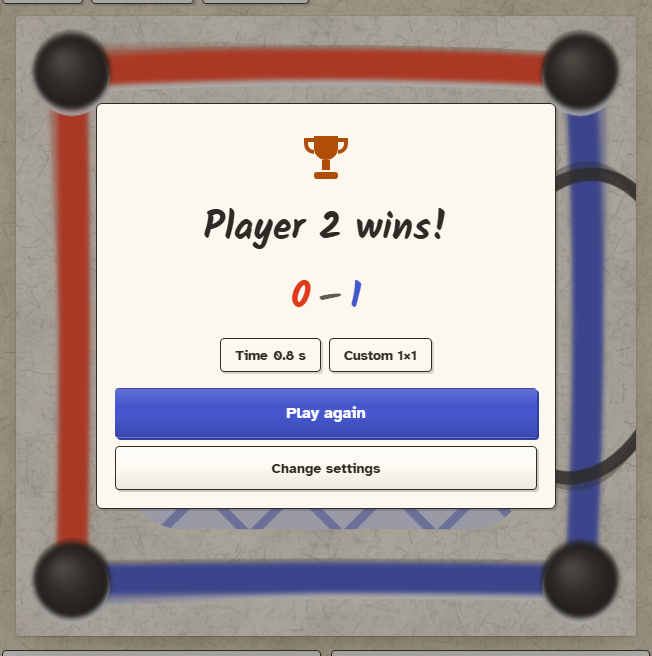 Player 2 wins!
0 – 1
Time 0.8 s
Custom 1×1
Play again
Change settings